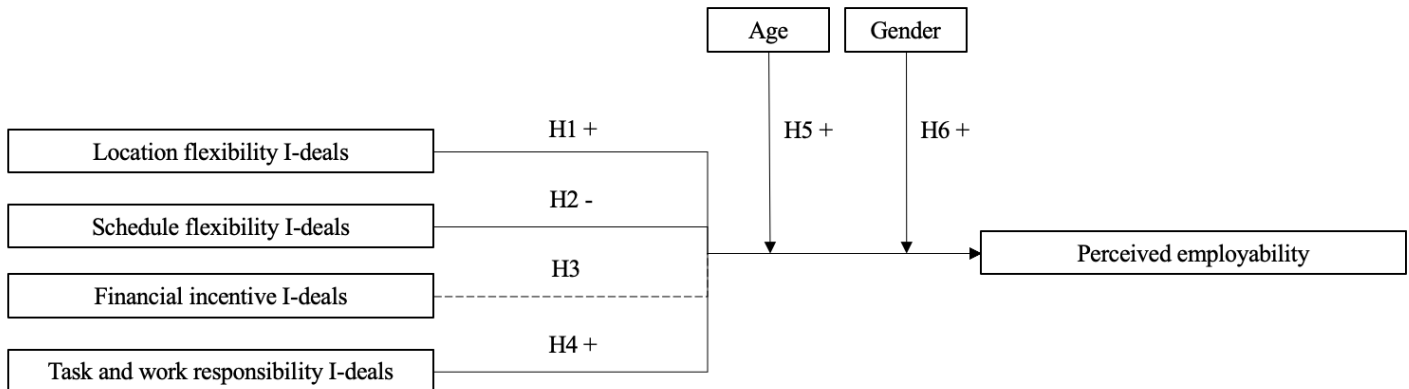 Age
Gender
H1 +
H5 +
H6 +
Location flexibility I-deals
H2 -
Schedule flexibility I-deals
Perceived employability
H3
Financial incentive I-deals
H4 +
Task and work responsibility I-deals